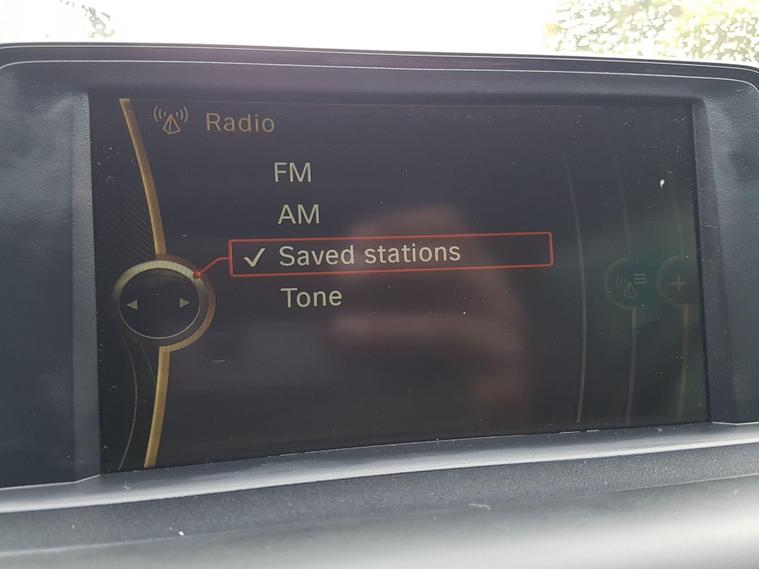 Radio
FM
AM
Saved stations
Tone